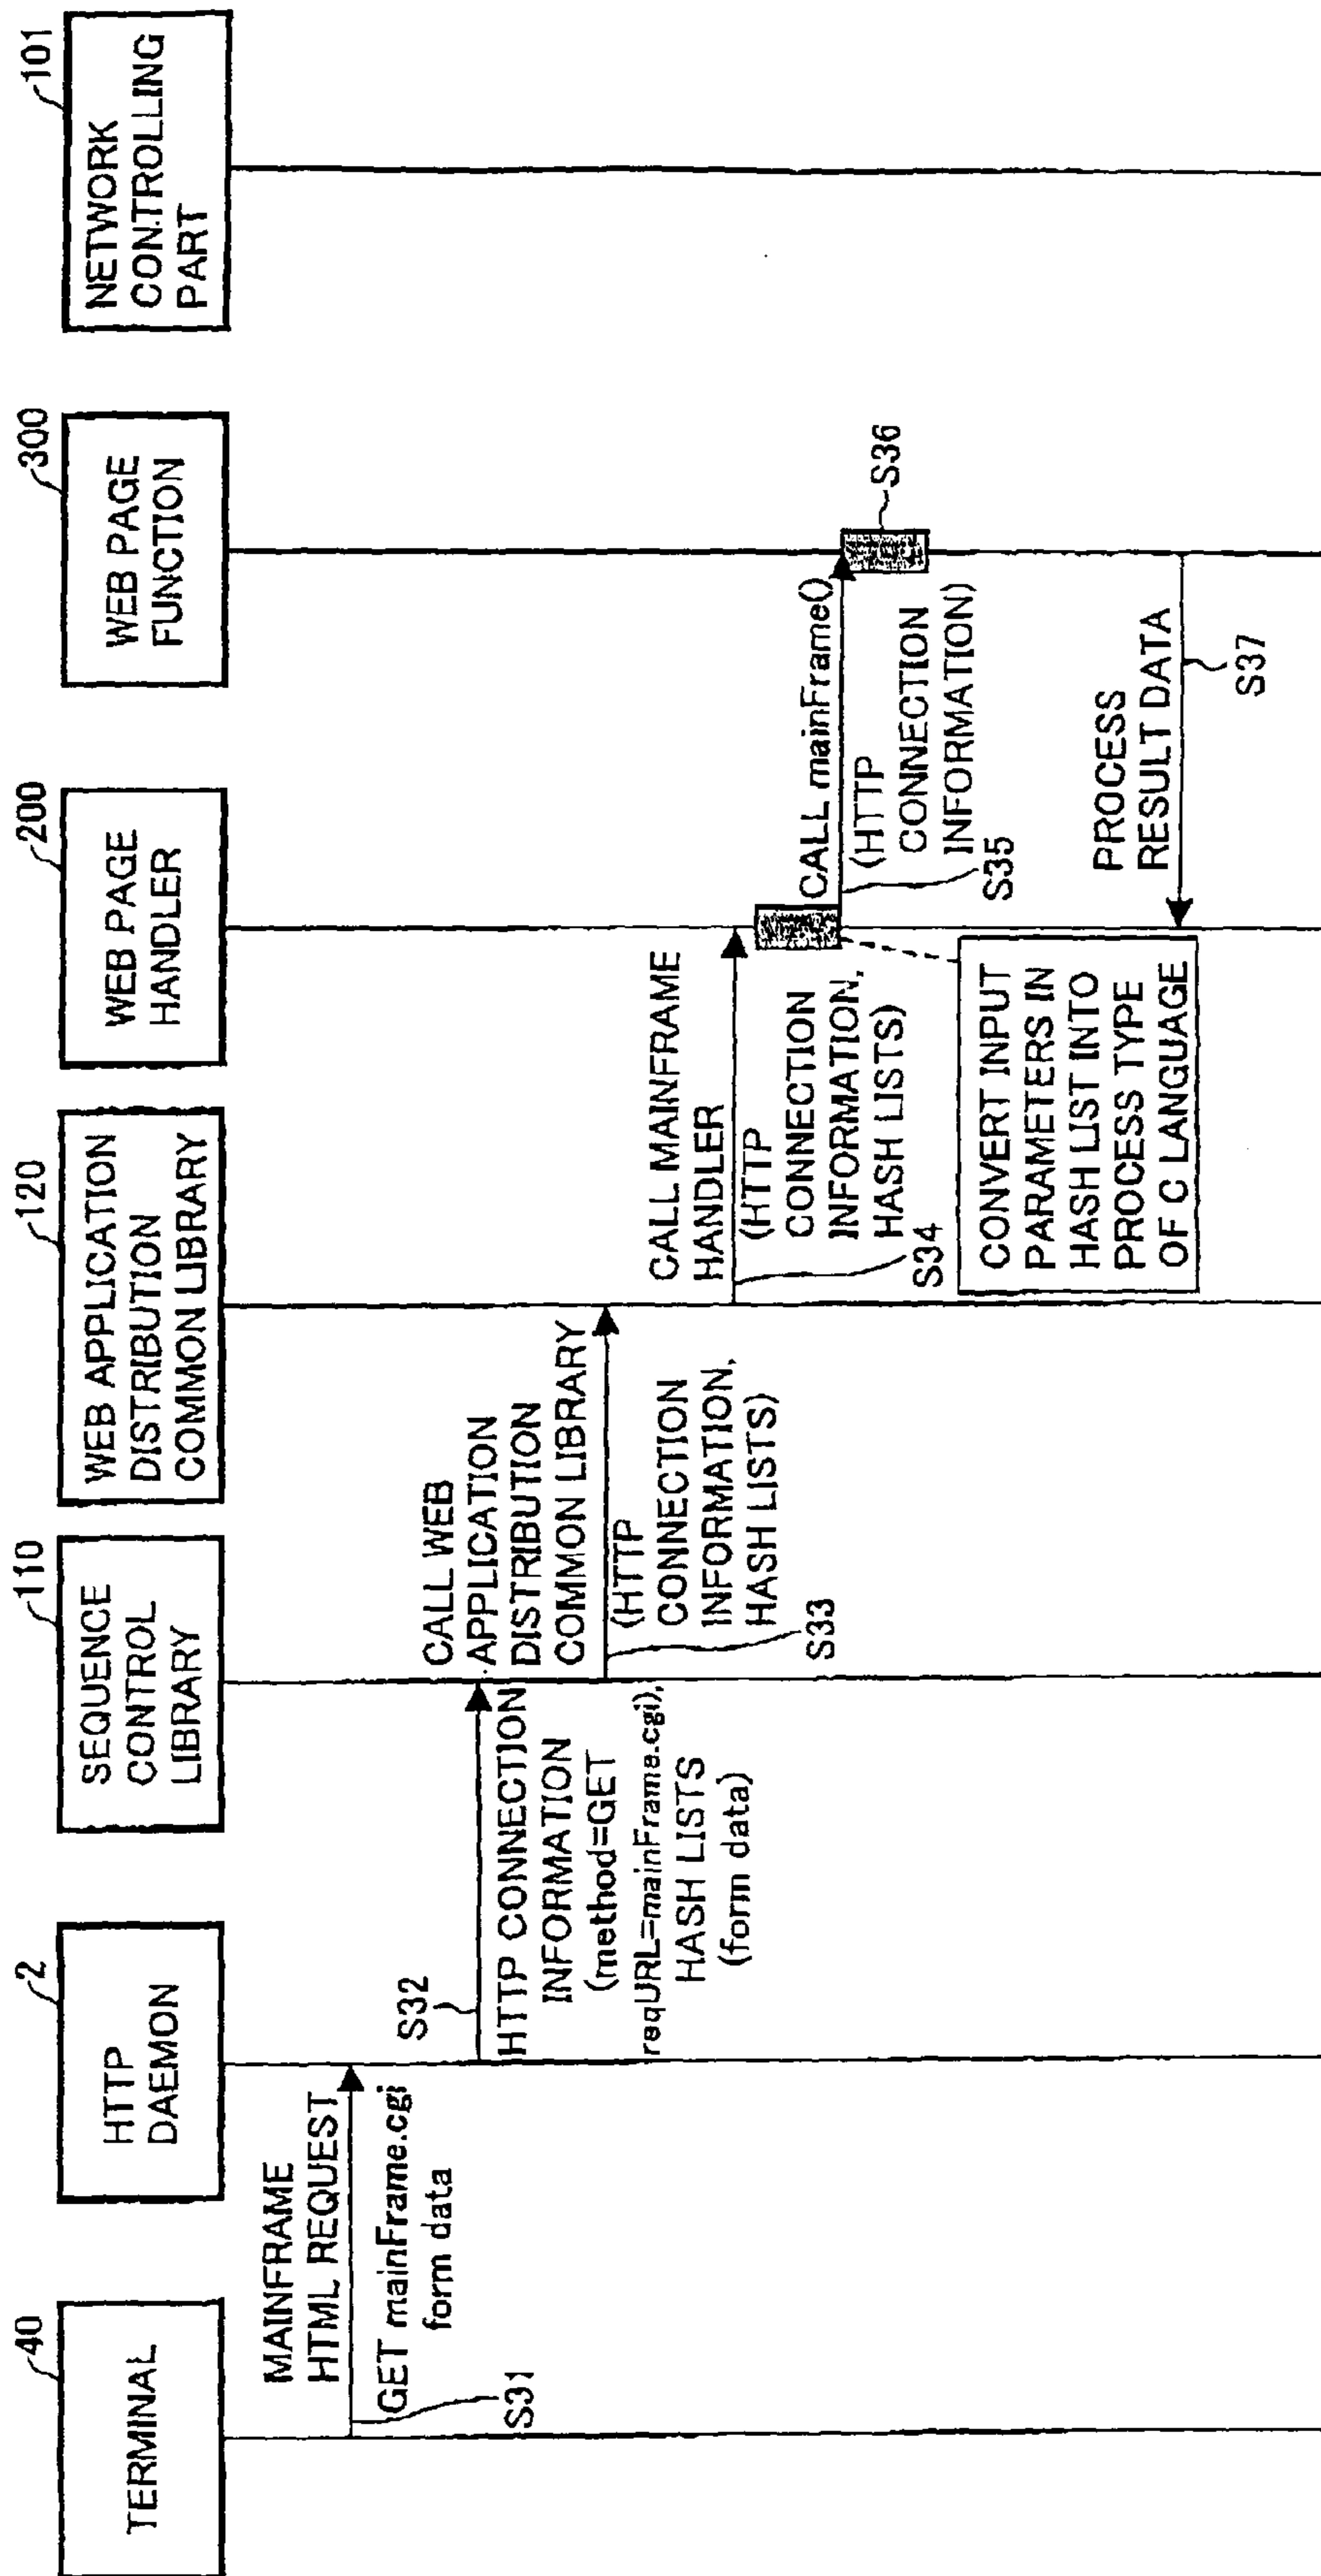 40
TERMINAL
2
HTTP
DAEMON
110
SEQUENCE
CONTROL
LIBRARY
120
WEB APPLICATION
DISTRIBUTION
COMMON LIBRARY
200
WEB PAGE
HANDLER
300
WEB PAGE
FUNCTION
101
NETWORK
CONTROLLING
PART
MAINFRAME
HTML REQUEST
GET mainFrame.cgi
form data
S31
S32
HTTP CONNECTION
INFORMATION
(method=GET
reqURL=mainFrame.cgi),
HASH LISTS
(form data)
CALL WEB
APPLICATION
DISTRIBUTION
COMMON LIBRARY
(HTTP
CONNECTION
INFORMATION,
HASH LISTS)
S33
CALL MAINFRAME
HANDLER
(HTTP
CONNECTION
INFORMATION,
HASH LISTS)
S34
CONVERT INPUT
PARAMETERS IN
HASH LIST INTO
PROCESS TYPE
OF C LANGUAGE
CALL mainFrame()
(HTTP
CONNECTION
INFORMATION)
S35
S36
PROCESS
RESULT DATA
S37